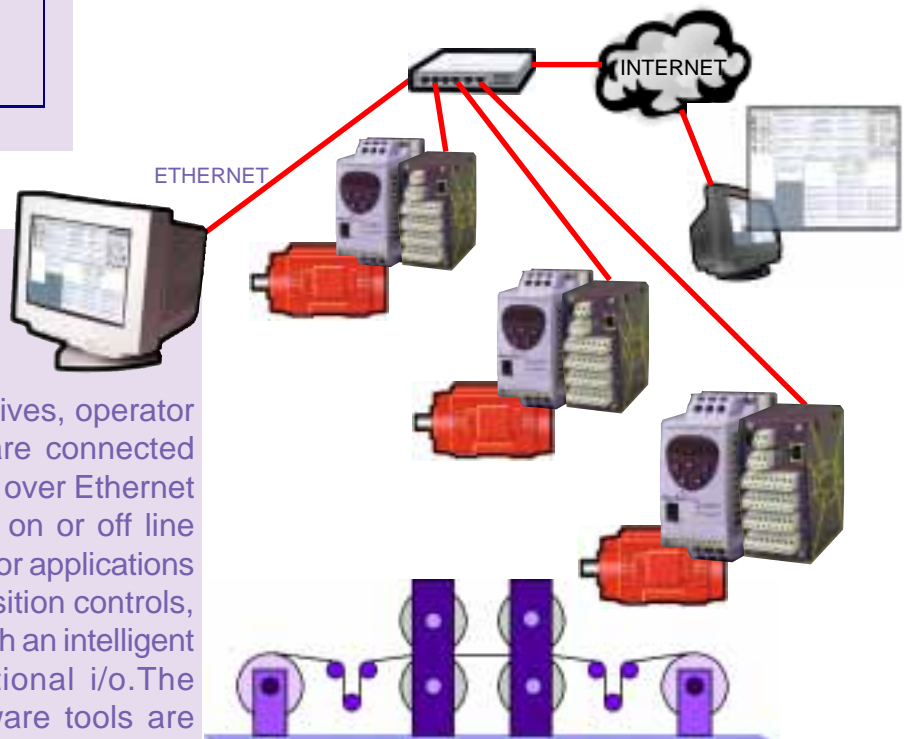 INTERNET
ETHERNET
ives, operator
are connected
over Ethernet
on or off line
or applications
sition controls,
h an intelligent
tional i/o.The
ware tools are